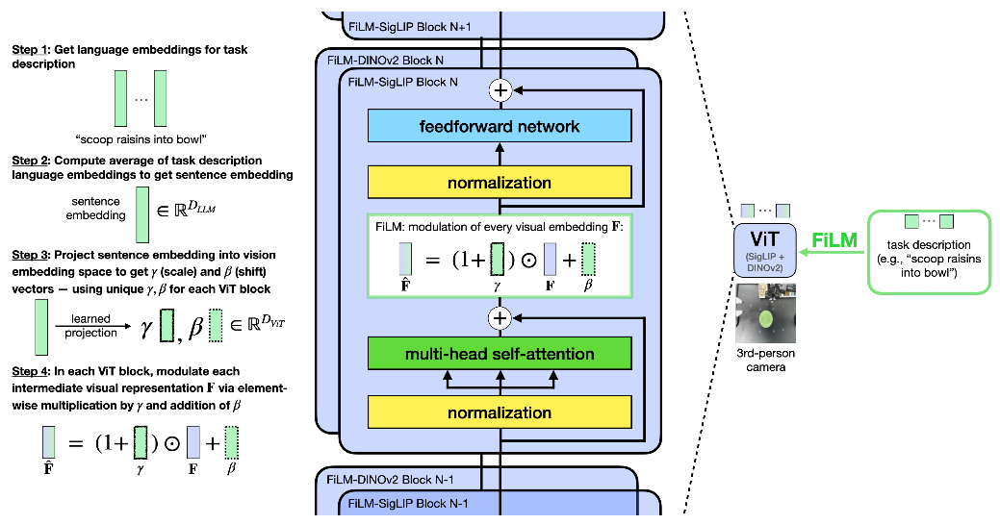 Step 1: Get language embeddings for task
description
...
“scoop raisins into bowl”
Step 2: Compute average of task description
language embeddings to get sentence embedding
sentence
embedding
∈ ℝ^{D_{LLM}}
Step 3: Project sentence embedding into vision
embedding space to get γ (scale) and β (shift)
vectors — using unique γ, β for each ViT block
learned
projection
γ , β ∈ ℝ^{D_{ViT}}
Step 4: In each ViT block, modulate each
intermediate visual representation F via element-
wise multiplication by γ and addition of β
= (1+ ) ⊙ +
F̂ γ F β
FiLM-SigLIP Block N+1
FiLM-DINOv2 Block N
FiLM-SigLIP Block N
+
feedforward network
normalization
FiLM: modulation of every visual embedding F:
= (1+ ) ⊙ +
F̂ γ F β
+
multi-head self-attention
normalization
FiLM-DINOv2 Block N-1
FiLM-SigLIP Block N-1
...
ViT
(SigLIP +
DINOv2)
3rd-person
camera
FiLM
...
task description
(e.g., “scoop raisins
into bowl”)